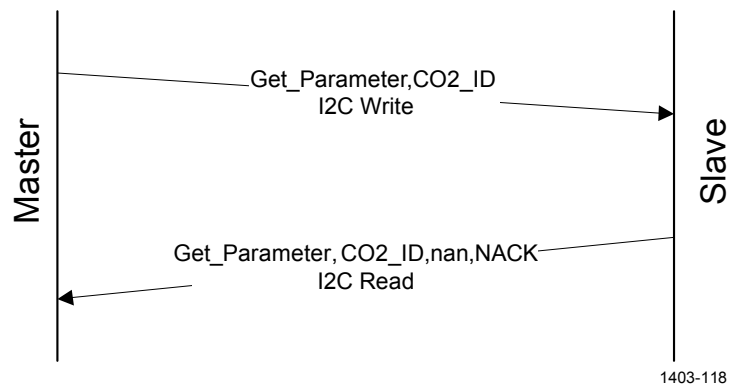 Get_Parameter,CO2_ID
I2C Write
Master
Slave
Get_Parameter, CO2_ID,nan,NACK
I2C Read
1403-118